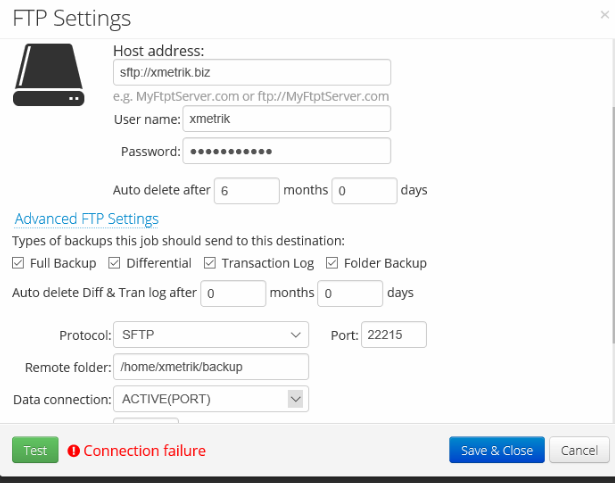 FTP Settings
×
Host address:
sftp://xmetrik.biz
e.g. MyFtptServer.com or ftp://MyFtptServer.com
User name: xmetrik
Password: ●●●●●●●●●●●
Auto delete after 6 months 0 days
Advanced FTP Settings
Types of backups this job should send to this destination:
Full Backup Differential Transaction Log Folder Backup
Auto delete Diff & Tran log after 0 months 0 days
Protocol: SFTP Port: 22215
Remote folder: /home/xmetrik/backup
Data connection: ACTIVE(PORT)
Test Connection failure Save & Close Cancel